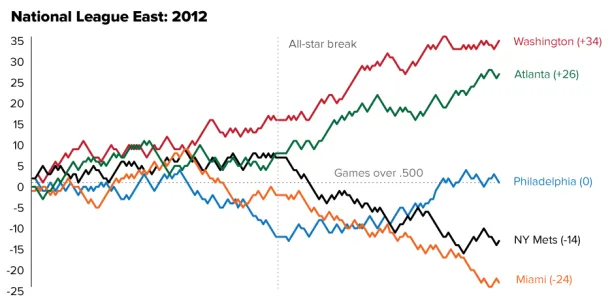 National League East: 2012
35
30
25
20
15
10
5
0
-5
-10
-15
-20
-25
All-star break
Games over .500
Washington (+34)
Atlanta (+26)
Philadelphia (0)
NY Mets (-14)
Miami (-24)